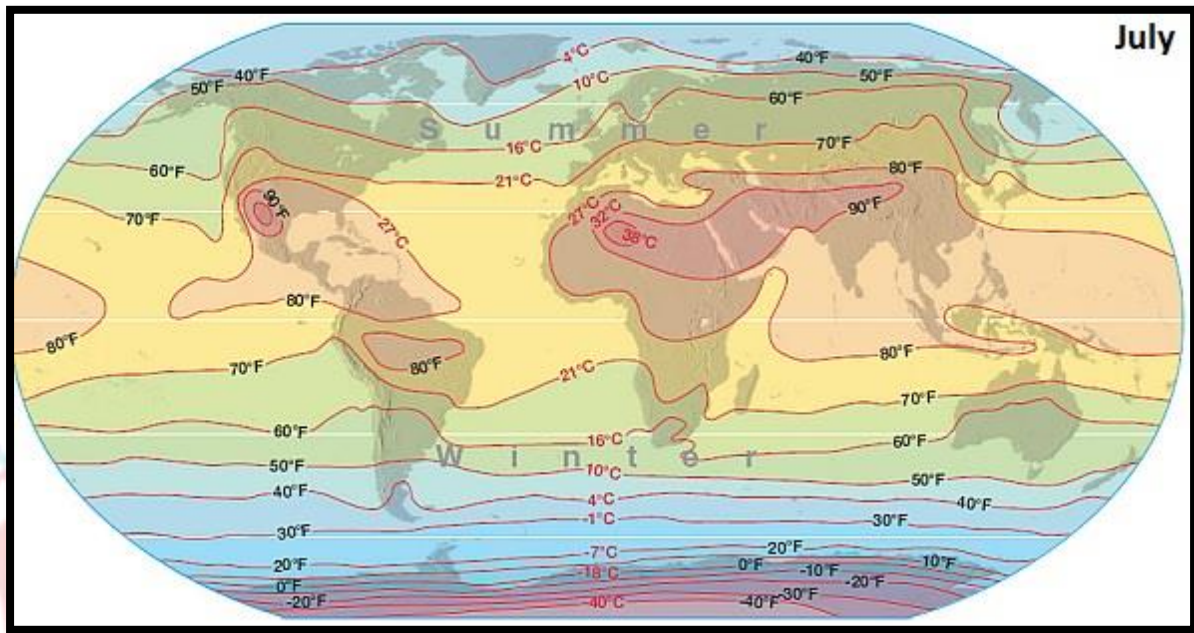 July
4°C
40°F
40°F
50°F
10°C
50°F
60°F
Summer
70°F
16°C
60°F
80°F
21°C
90°F
90°F
27°C
32°C
70°F
27°C
38°C
80°F
80°F
80°F
80°F
70°F
21°C
70°F
60°F
16°C
60°F
Winter
50°F
10°C
50°F
40°F
4°C
40°F
30°F
-1°C
30°F
20°F
-7°C
20°F
0°F
-18°C
0°F
-10°F
10°F
-20°F
-20°F
-40°C
-40°F
-30°F